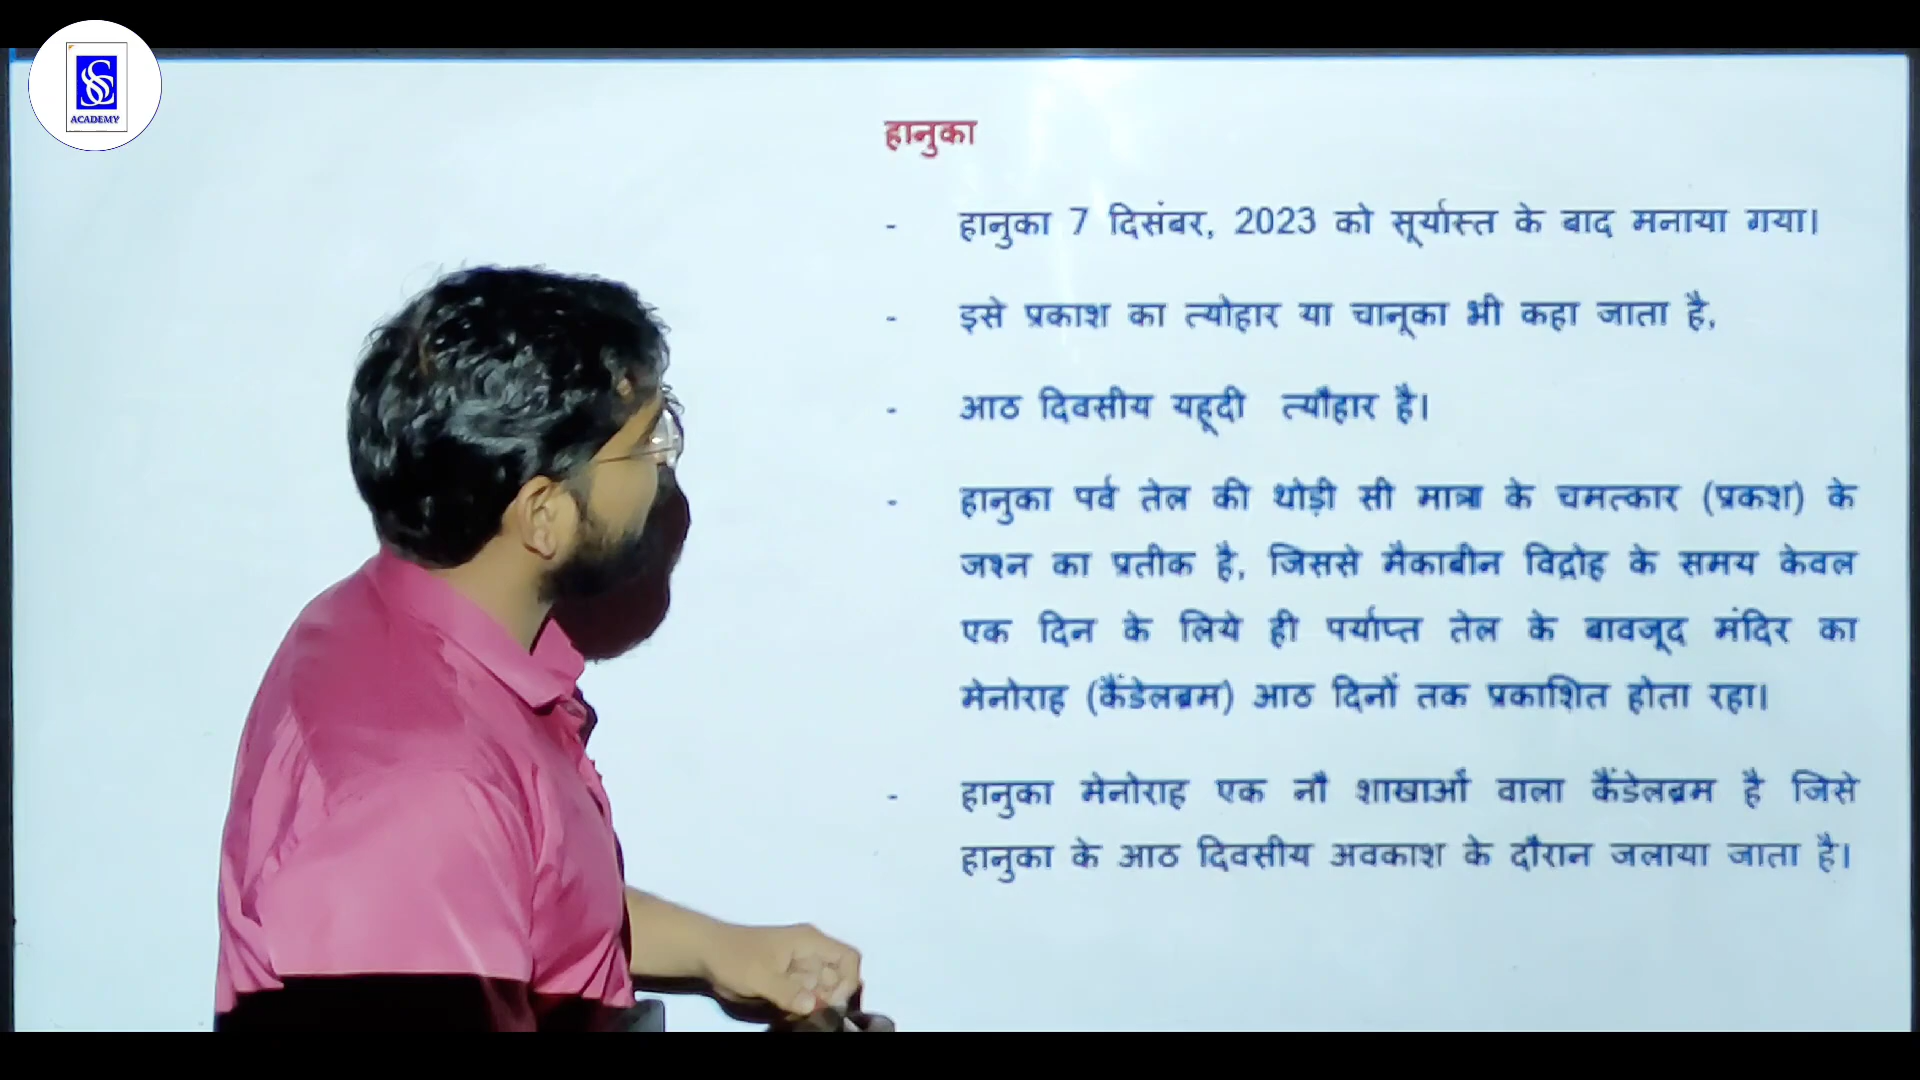 SSC
ACADEMY
हानुका
- हानुका 7 दिसंबर, 2023 को सूर्यास्त के बाद मनाया गया।
- इसे प्रकाश का त्योहार या चानूका भी कहा जाता है,
- आठ दिवसीय यहूदी त्यौहार है।
- हानुका पर्व तेल की थोड़ी सी मात्रा के चमत्कार (प्रकश) के
जश्न का प्रतीक है, जिससे मैकाबीन विद्रोह के समय केवल
एक दिन के लिये ही पर्याप्त तेल के बावजूद मंदिर का
मेनोराह (कैंडेलब्रम) आठ दिनों तक प्रकाशित होता रहा।
- हानुका मेनोराह एक नौ शाखाओं वाला कैंडेलब्रम है जिसे
हानुका के आठ दिवसीय अवकाश के दौरान जलाया जाता है।